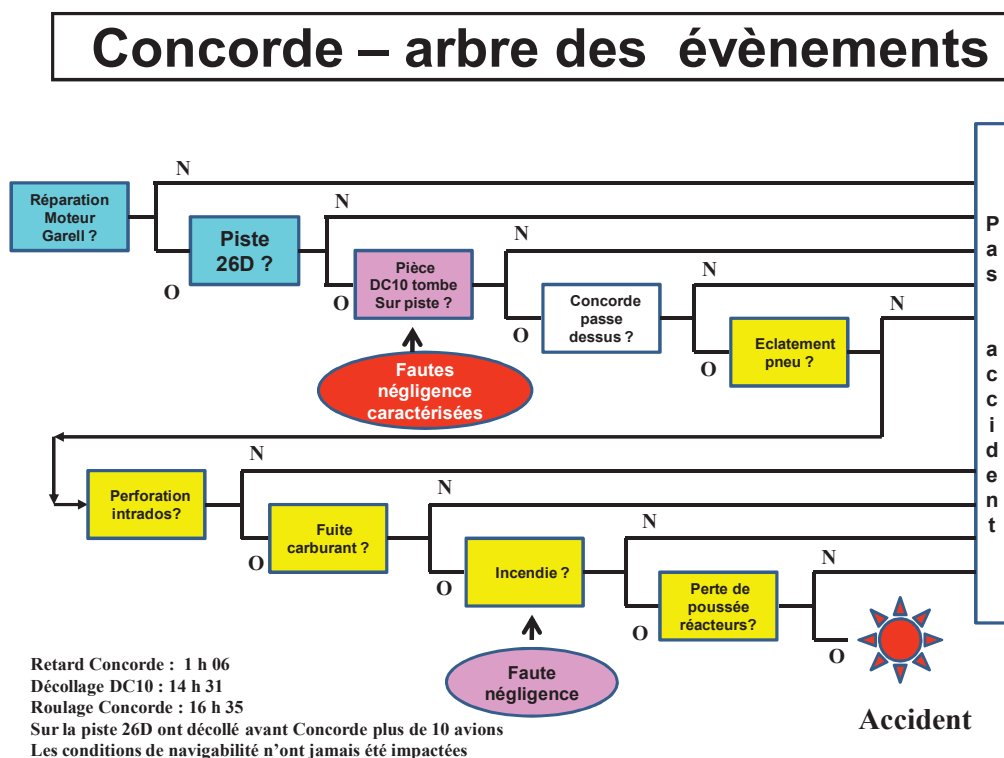 Concorde – arbre des évènements
N
Réparation
Moteur
Garell ?
O
N
Piste
26D ?
O
N
Pièce
DC10 tombe
Sur piste ?
O
N
Concorde
passe
dessus ?
O
N
Eclatement
pneu ?
Fautes
négligence
caractérisées
Pas accident
N
Perforation
intrados?
O
N
Fuite
carburant ?
O
N
Incendie ?
O
N
Perte de
poussée
réacteurs?
O
Faute
négligence
Accident
Retard Concorde : 1 h 06
Décollage DC10 : 14 h 31
Roulage Concorde : 16 h 35
Sur la piste 26D ont décollé avant Concorde plus de 10 avions
Les conditions de navigabilité n’ont jamais été impactées